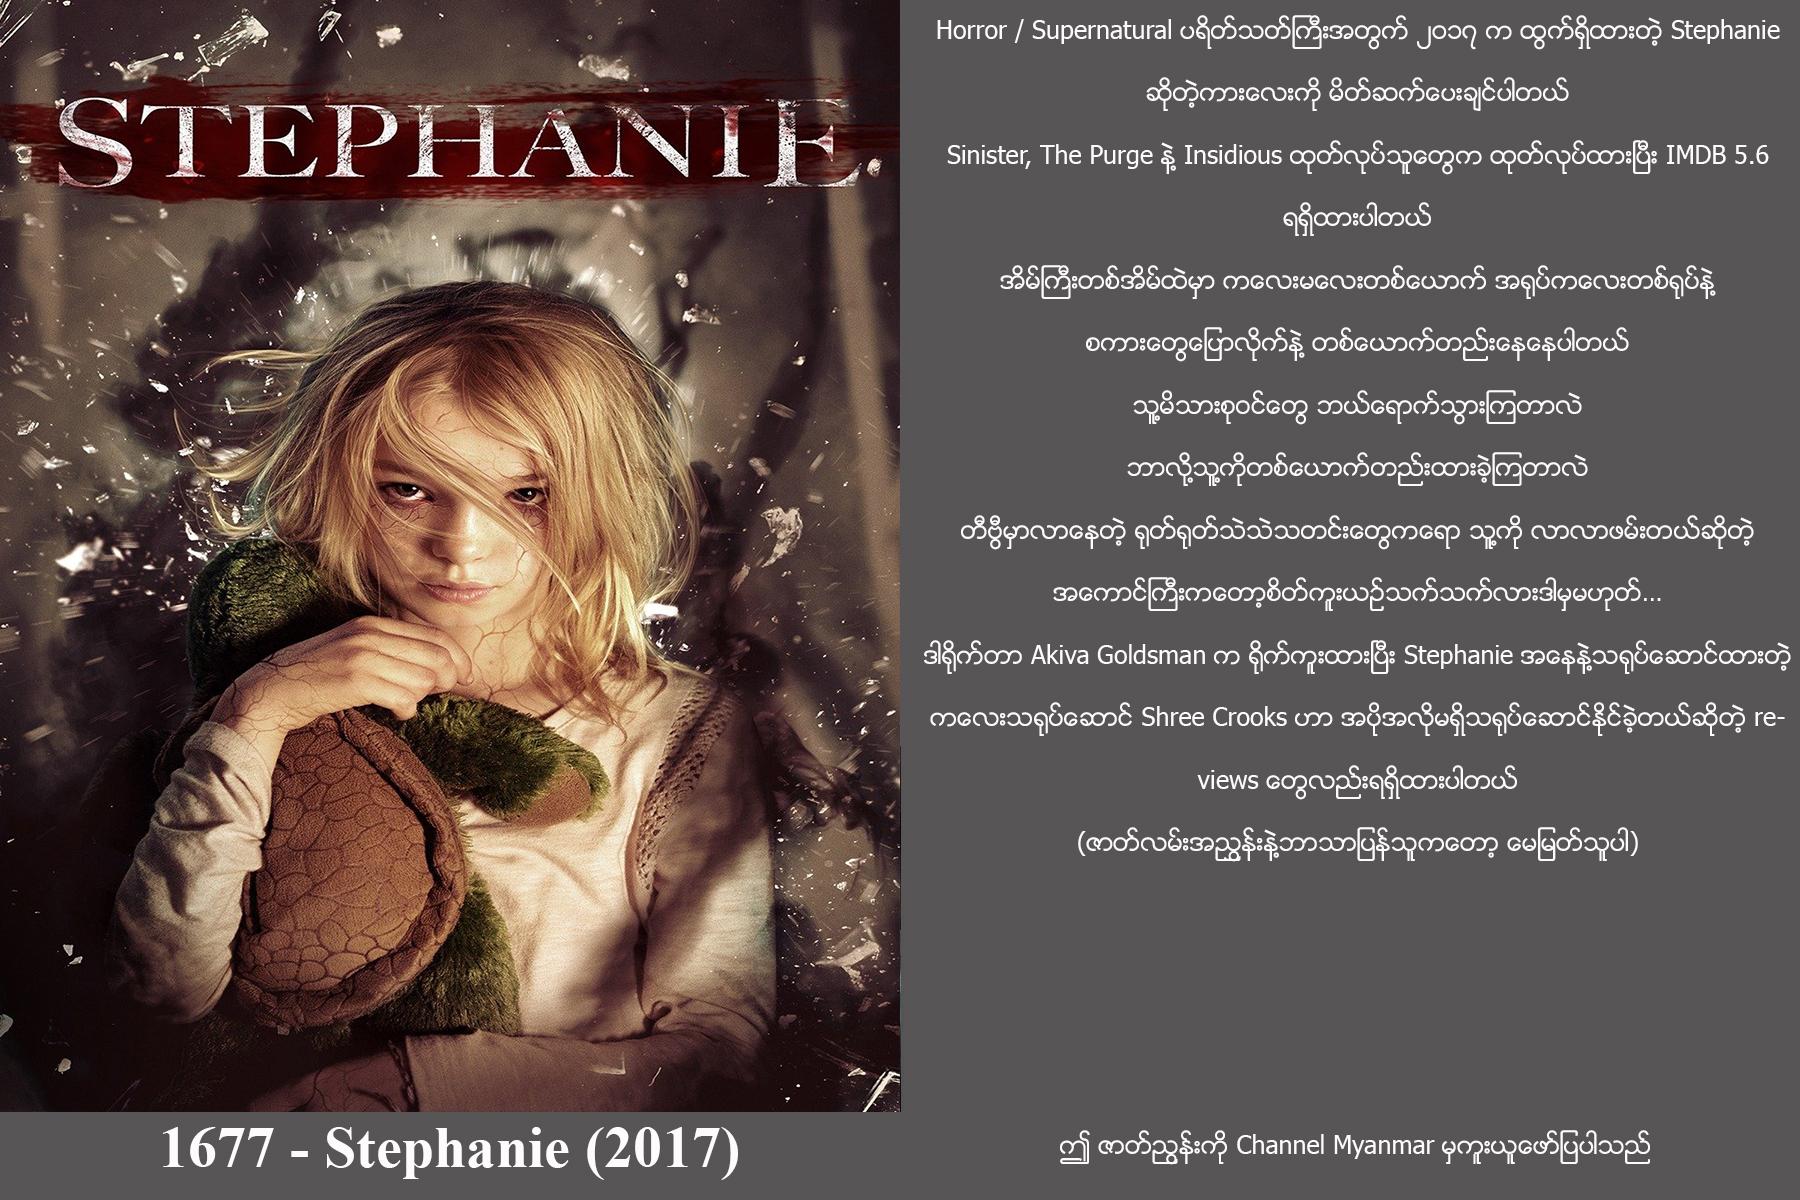 STEPHANIE
Horror / Supernatural ပရိတ်သတ်ကြီးအတွက် ၂၀၁၇ က ထွက်ရှိထားတဲ့ Stephanie
ဆိုတဲ့ကားလေးကို မိတ်ဆက်ပေးချင်ပါတယ်
Sinister, The Purge နဲ့ Insidious ထုတ်လုပ်သူတွေက ထုတ်လုပ်ထားပြီး IMDB 5.6
ရရှိထားပါတယ်
အိမ်ကြီးတစ်အိမ်ထဲမှာ ကလေးမလေးတစ်ယောက် အရုပ်ကလေးတစ်ရုပ်နဲ့
စကားတွေပြောလိုက်နဲ့ တစ်ယောက်တည်းနေနေပါတယ်
သူ့မိသားစုဝင်တွေ ဘယ်ရောက်သွားကြတာလဲ
ဘာလို့သူ့ကိုတစ်ယောက်တည်းထားခဲ့ကြတာလဲ
တီဗွီမှာလာနေတဲ့ ရုတ်ရုတ်သဲသဲသတင်းတွေကရော သူ့ကို လာလာဖမ်းတယ်ဆိုတဲ့
အကောင်ကြီးကတော့စိတ်ကူးယဉ်သက်သက်လားဒါမှမဟုတ်...
ဒါရိုက်တာ Akiva Goldsman က ရိုက်ကူးထားပြီး Stephanie အနေနဲ့သရုပ်ဆောင်ထားတဲ့
ကလေးသရုပ်ဆောင် Shree Crooks ဟာ အပိုအလိုမရှိသရုပ်ဆောင်နိုင်ခဲ့တယ်ဆိုတဲ့ re-
views တွေလည်းရရှိထားပါတယ်
(ဇာတ်လမ်းအညွှန်းနဲ့ဘာသာပြန်သူကတော့ မေမြတ်သူပါ)
1677 - Stephanie (2017)
ဤ ဇာတ်ညွှန်းကို Channel Myanmar မှကူးယူဖော်ပြပါသည်